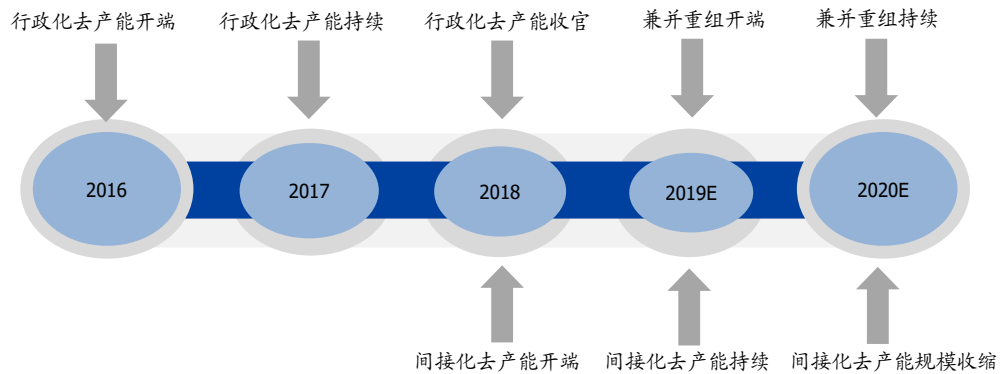 行政化去产能开端
行政化去产能持续
行政化去产能收官
兼并重组开端
兼并重组持续
2016
2017
2018
2019E
2020E
间接化去产能开端
间接化去产能持续
间接化去产能规模收缩